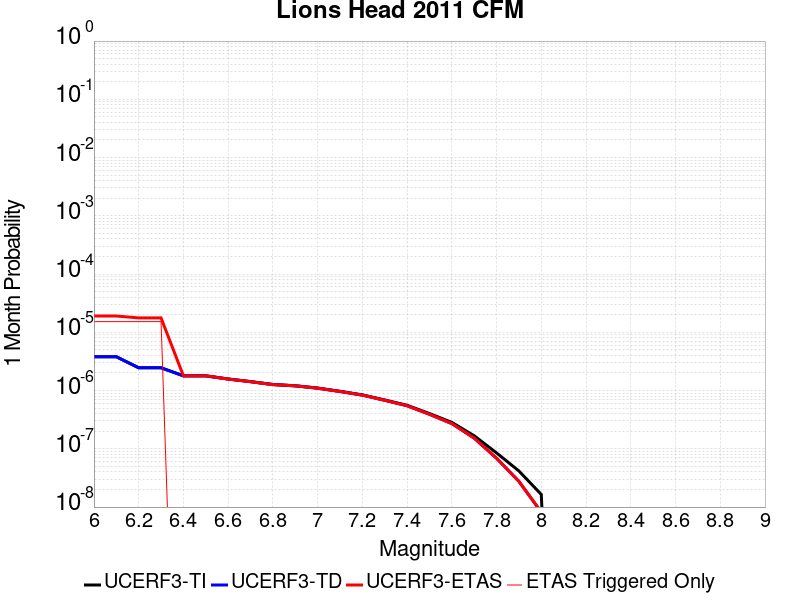 Lions Head 2011 CFM
10^0
10^-1
10^-2
10^-3
10^-4
10^-5
10^-6
10^-7
10^-8
1 Month Probability
6 6.2 6.4 6.6 6.8 7 7.2 7.4 7.6 7.8 8 8.2 8.4 8.6 8.8 9
Magnitude
UCERF3-TI UCERF3-TD UCERF3-ETAS ETAS Triggered Only